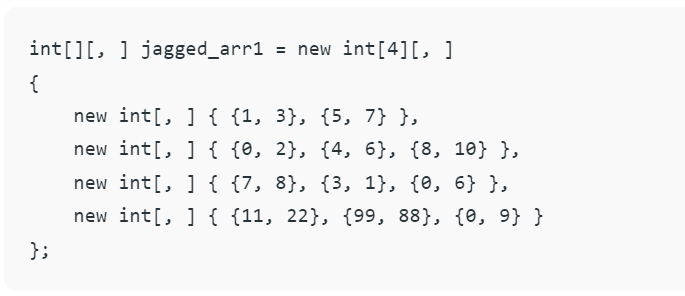 int[][, ] jagged_arr1 = new int[4][, ]
{
    new int[, ] { {1, 3}, {5, 7} },
    new int[, ] { {0, 2}, {4, 6}, {8, 10} },
    new int[, ] { {7, 8}, {3, 1}, {0, 6} },
    new int[, ] { {11, 22}, {99, 88}, {0, 9} }
};